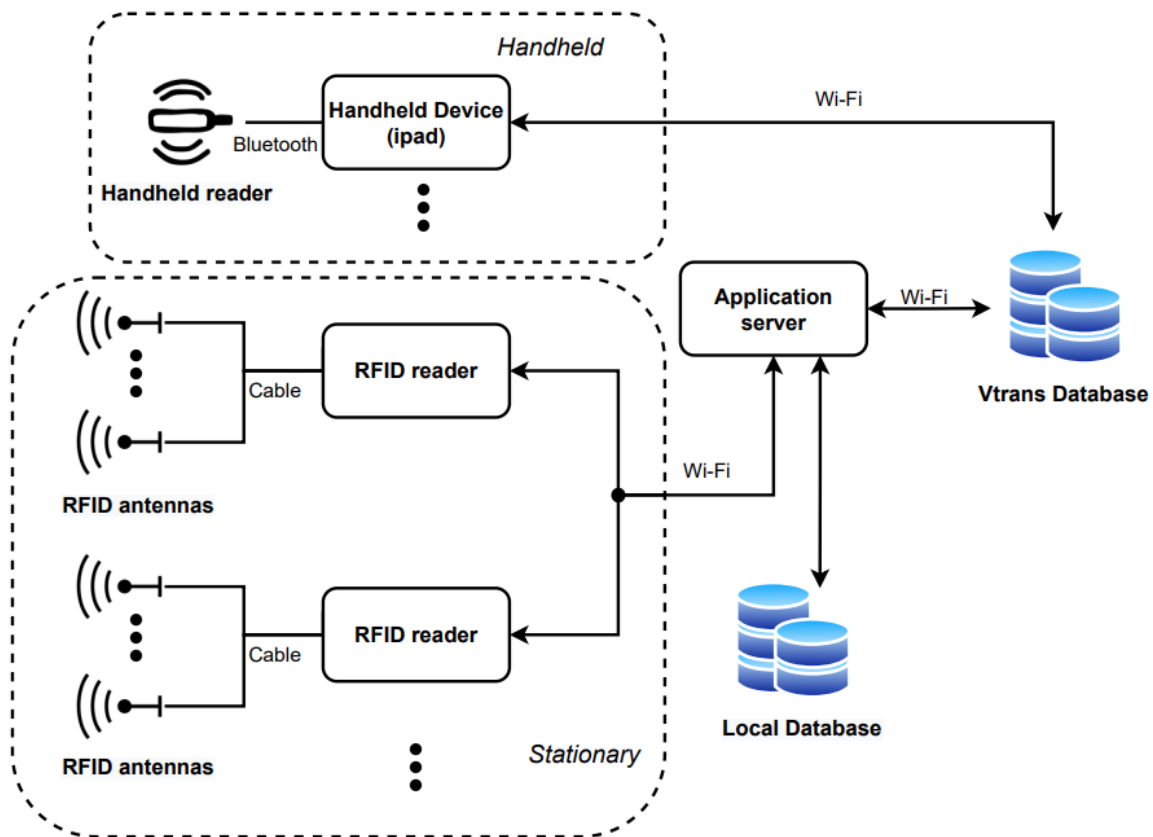 Handheld
Handheld Device
(ipad)
Bluetooth
Handheld reader
Wi-Fi
Application
server
Wi-Fi
Vtrans Database
RFID reader
Cable
RFID antennas
Wi-Fi
RFID reader
Cable
RFID antennas
Local Database
Stationary